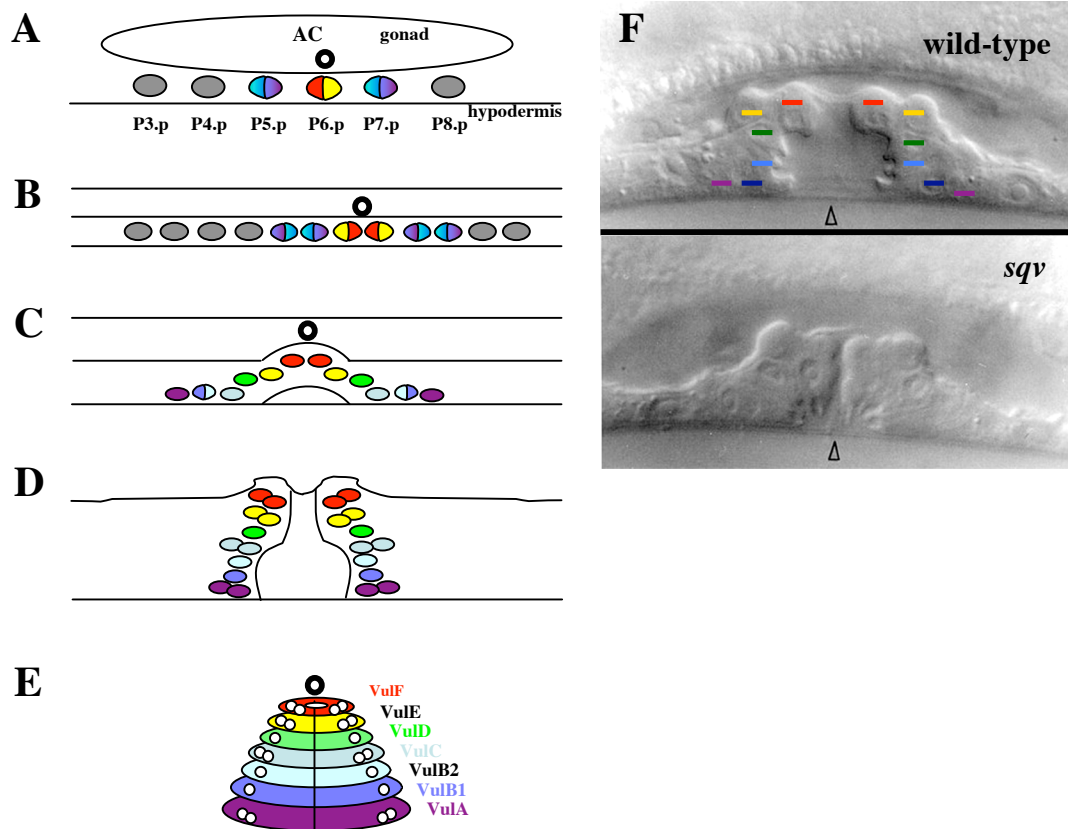 A
AC
gonad
hypodermis
P3.p P4.p P5.p P6.p P7.p P8.p
B
C
D
E
VulF
VulE
VulD
VulC
VulB2
VulB1
VulA
F
wild-type
sqv